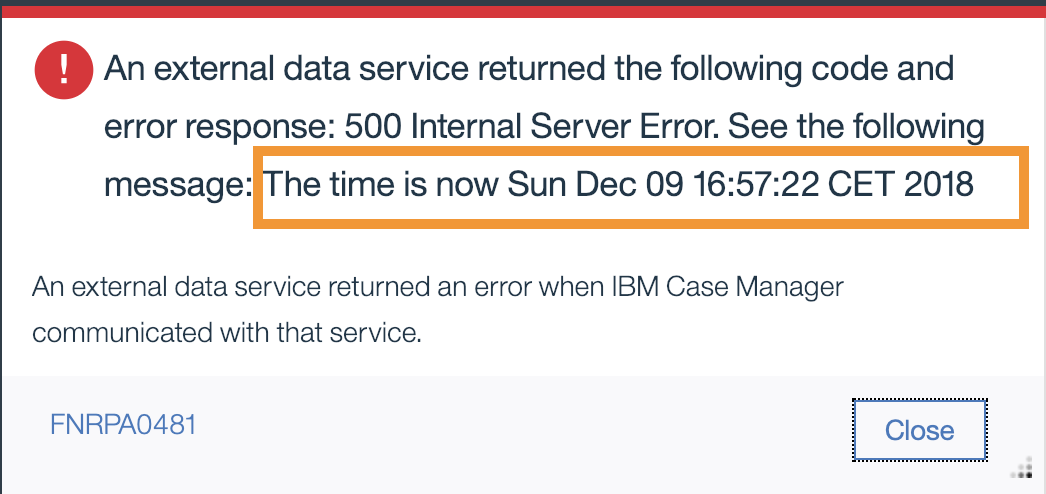 !
An external data service returned the following code and
error response: 500 Internal Server Error. See the following
message: The time is now Sun Dec 09 16:57:22 CET 2018
An external data service returned an error when IBM Case Manager
communicated with that service.
FNRPA0481
Close